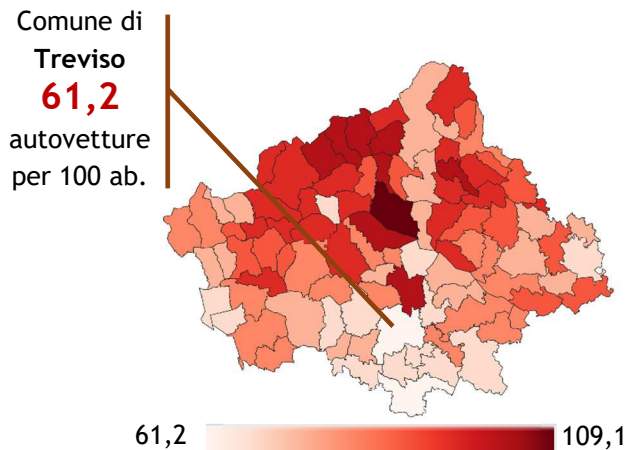 Comune di
Treviso
61,2
autovetture
per 100 ab.
61,2
109,1